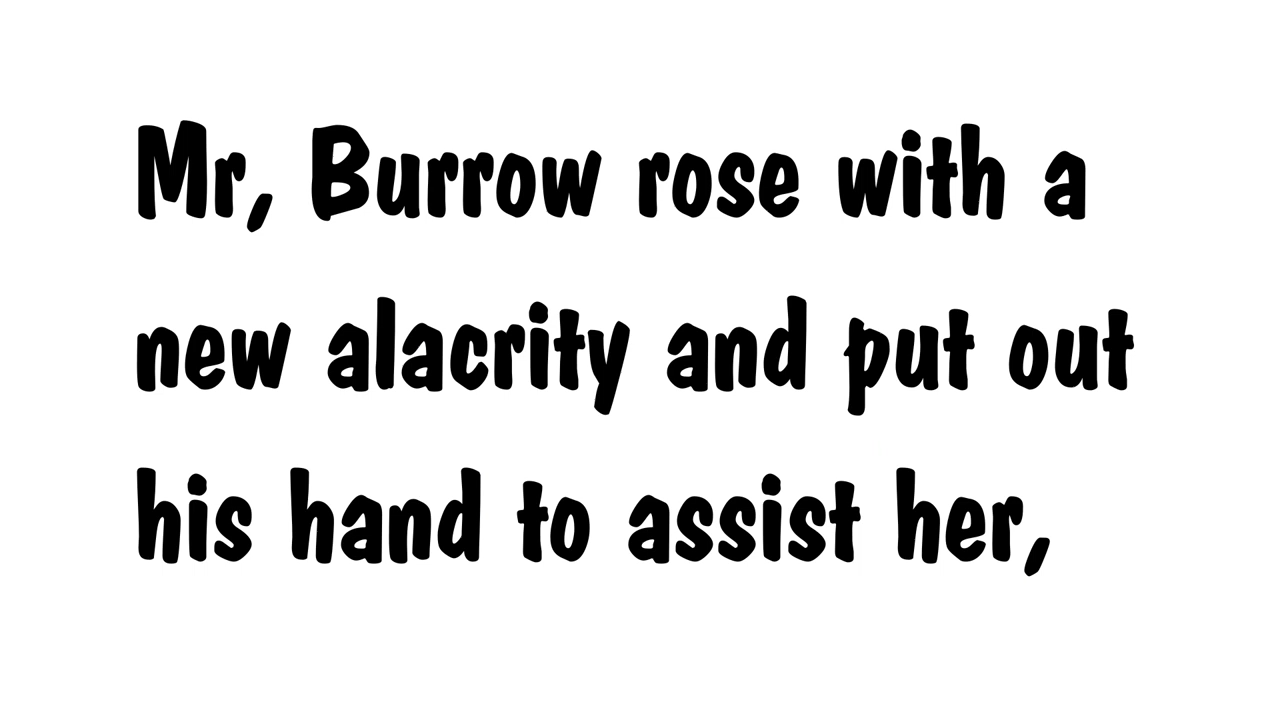 Mr, Burrow rose with a
new alacrity and put out
his hand to assist her,